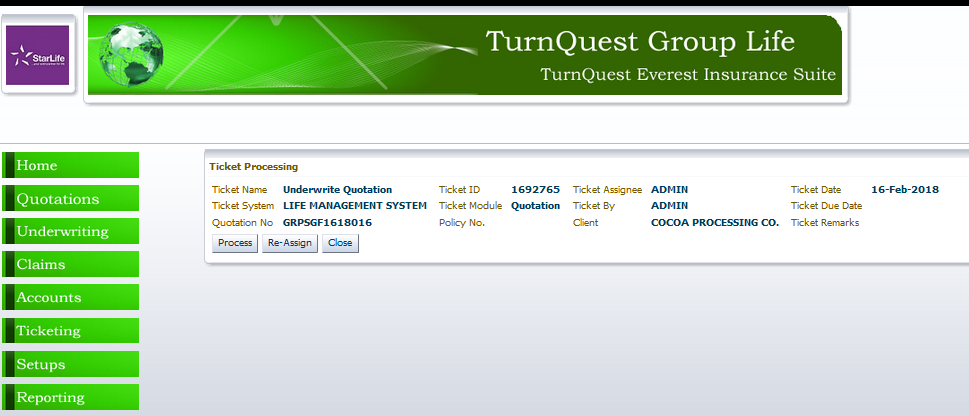 StarLife
TurnQuest Group Life
TurnQuest Everest Insurance Suite
Home
Quotations
Underwriting
Claims
Accounts
Ticketing
Setups
Reporting
Ticket Processing
Ticket Name Underwrite Quotation Ticket ID 1692765 Ticket Assignee ADMIN Ticket Date 16-Feb-2018
Ticket System LIFE MANAGEMENT SYSTEM Ticket Module Quotation Ticket By ADMIN Ticket Due Date
Quotation No GRPSGF1618016 Policy No. Client COCOA PROCESSING CO. Ticket Remarks
Process Re-Assign Close